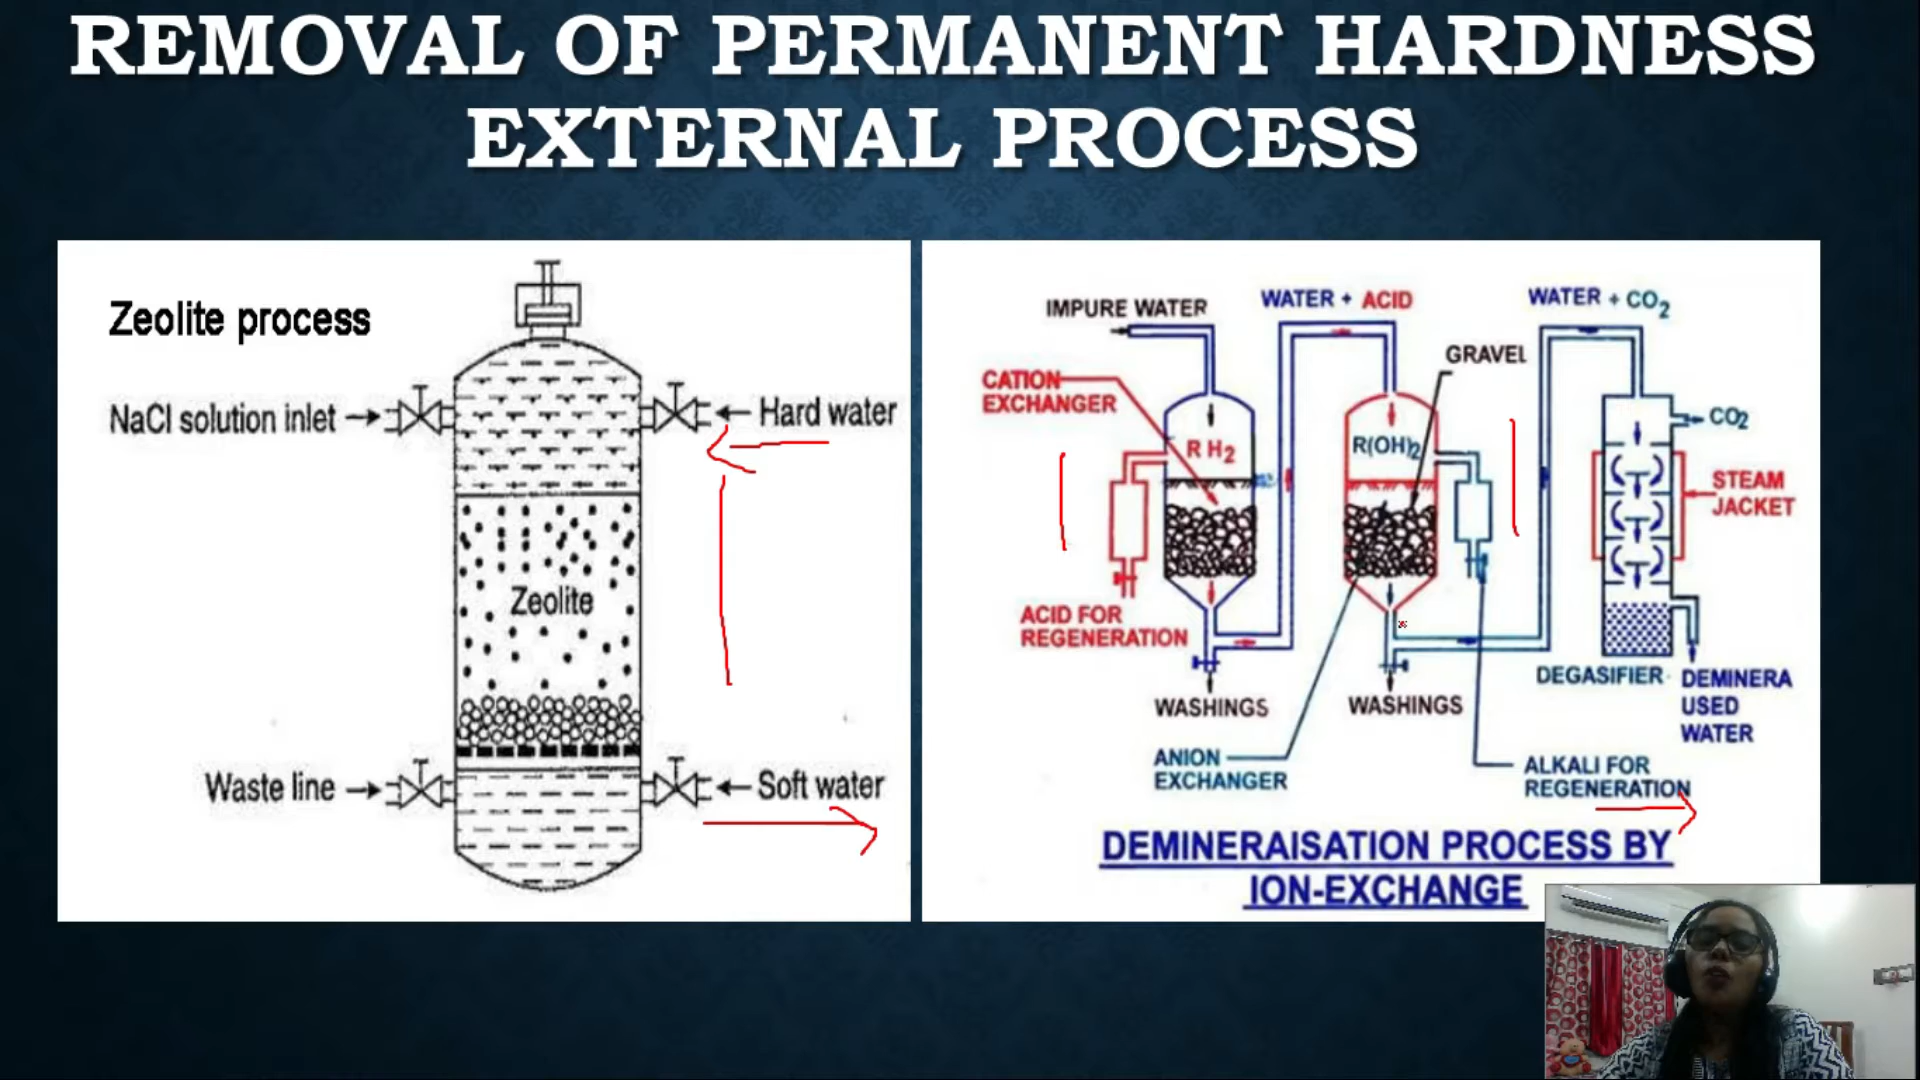 REMOVAL OF PERMANENT HARDNESS
EXTERNAL PROCESS
Zeolite process
NaCl solution inlet
Hard water
Zeolite
Waste line
Soft water
IMPURE WATER
WATER + ACID
WATER + CO2
GRAVEL
CATION
EXCHANGER
R H2
R(OH)2
CO2
STEAM
JACKET
ACID FOR
REGENERATION
WASHINGS
WASHINGS
DEGASIFIER
DEMINERA
USED
WATER
ANION
EXCHANGER
ALKALI FOR
REGENERATION
DEMINERAISATION PROCESS BY
ION-EXCHANGE